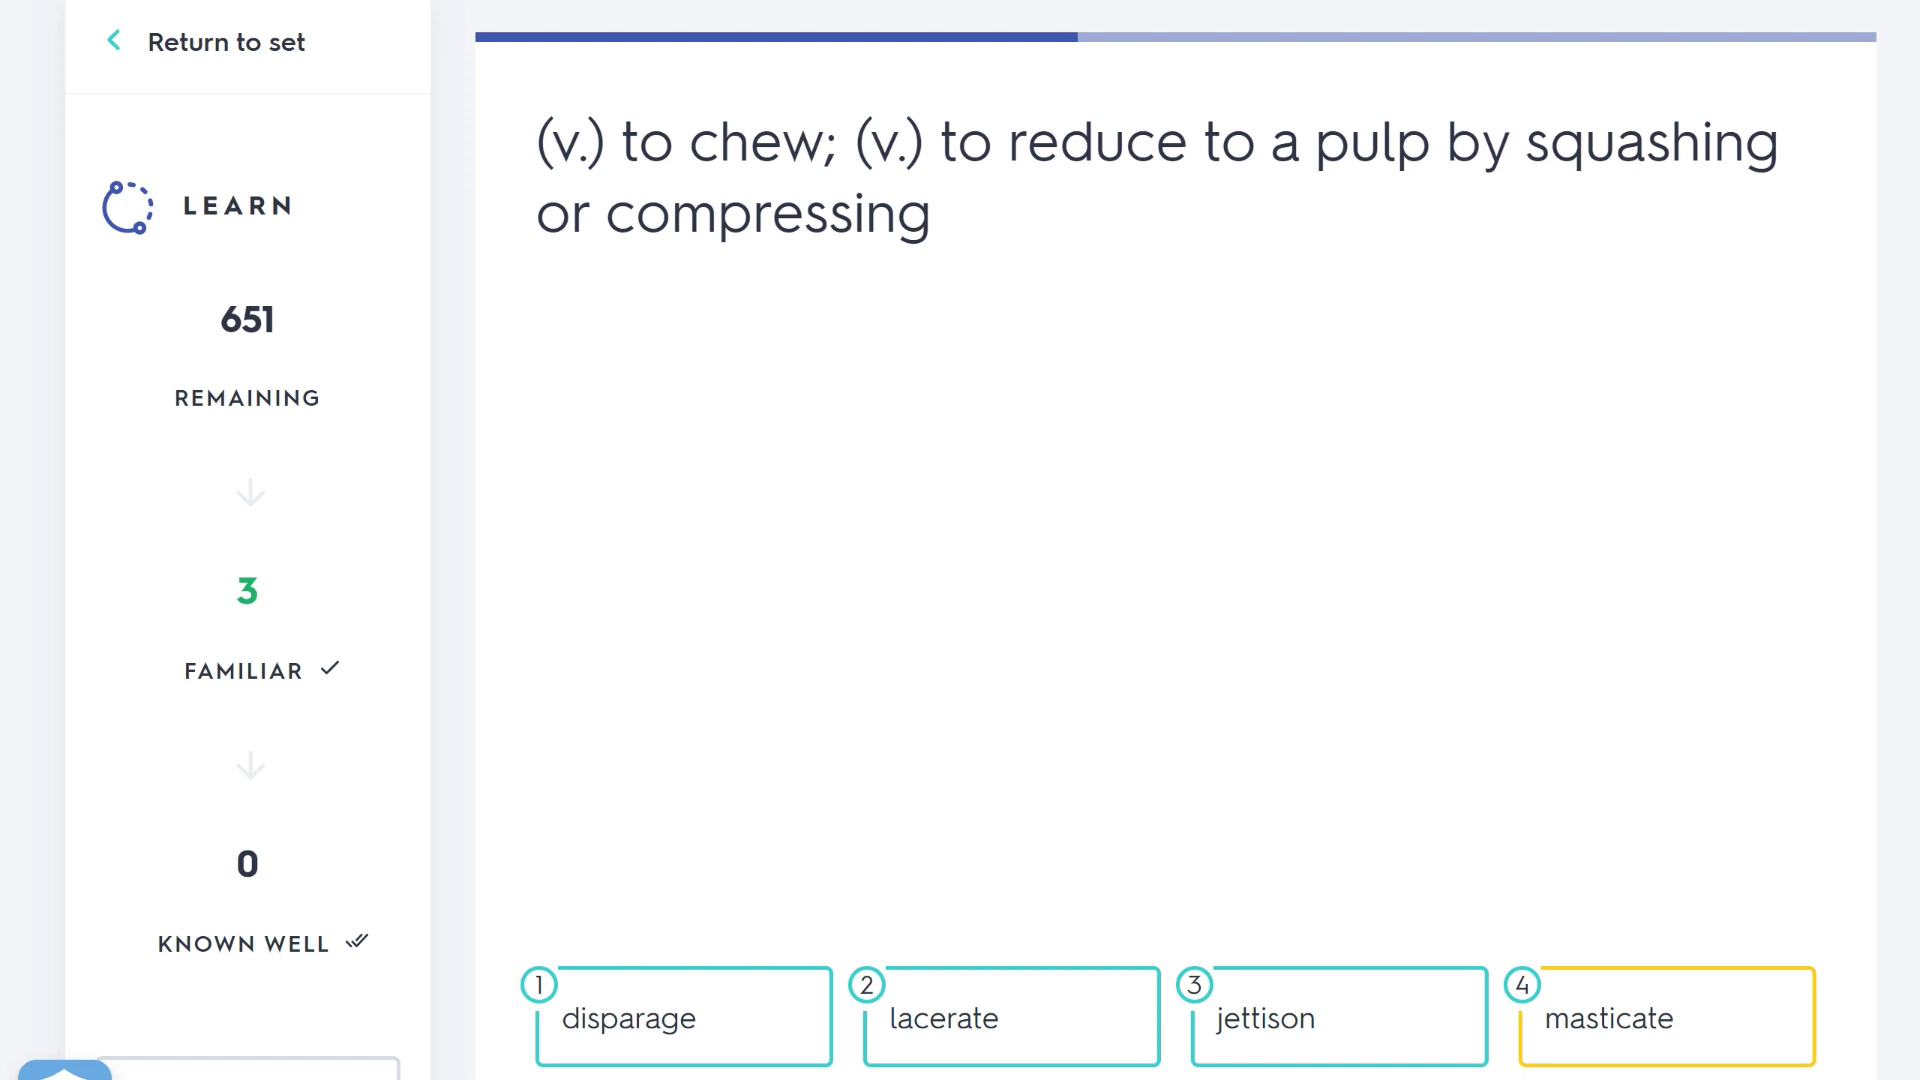 Return to set
LEARN
651
REMAINING
3
FAMILIAR
0
KNOWN WELL
(v.) to chew; (v.) to reduce to a pulp by squashing
or compressing
1
disparage
2
lacerate
3
jettison
4
masticate